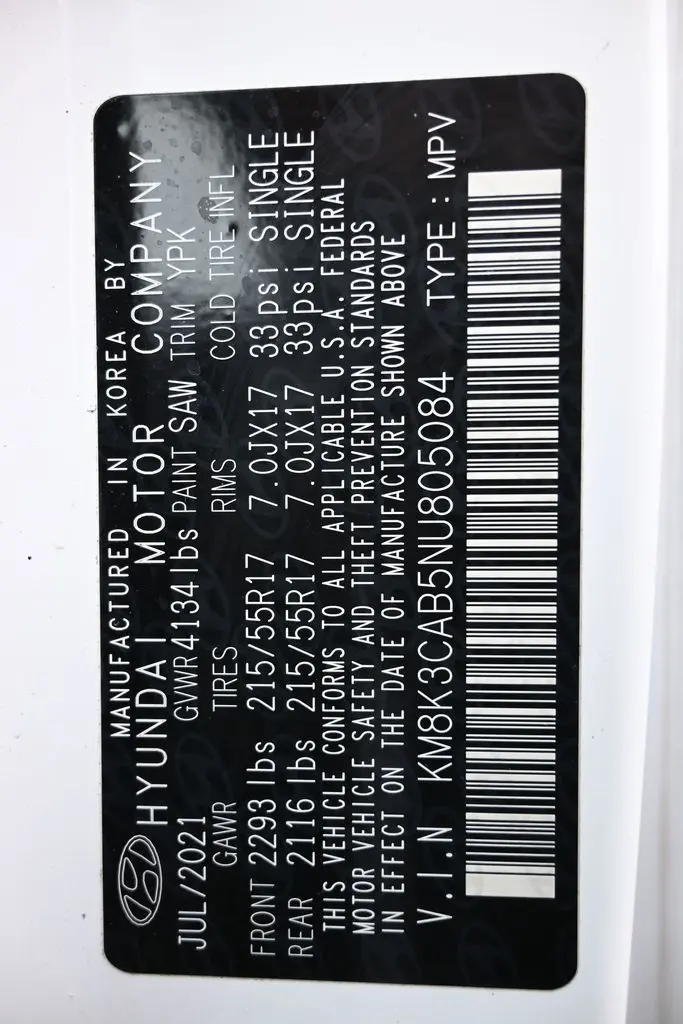 MANUFACTURED IN KOREA BY
HYUNDAI MOTOR COMPANY
JUL/2021 GVWR 4134 lbs PAINT SAW TRIM YPK
GAWR TIRES RIMS COLD TIRE INFL
FRONT 2293 lbs 215/55R17 7.0JX17 33psi SINGLE
REAR 2116 lbs 215/55R17 7.0JX17 33psi SINGLE
THIS VEHICLE CONFORMS TO ALL APPLICABLE U.S.A. FEDERAL
MOTOR VEHICLE SAFETY AND THEFT PREVENTION STANDARDS
IN EFFECT ON THE DATE OF MANUFACTURE SHOWN ABOVE
V.I.N KM8K3CAB5NU805084 TYPE : MPV